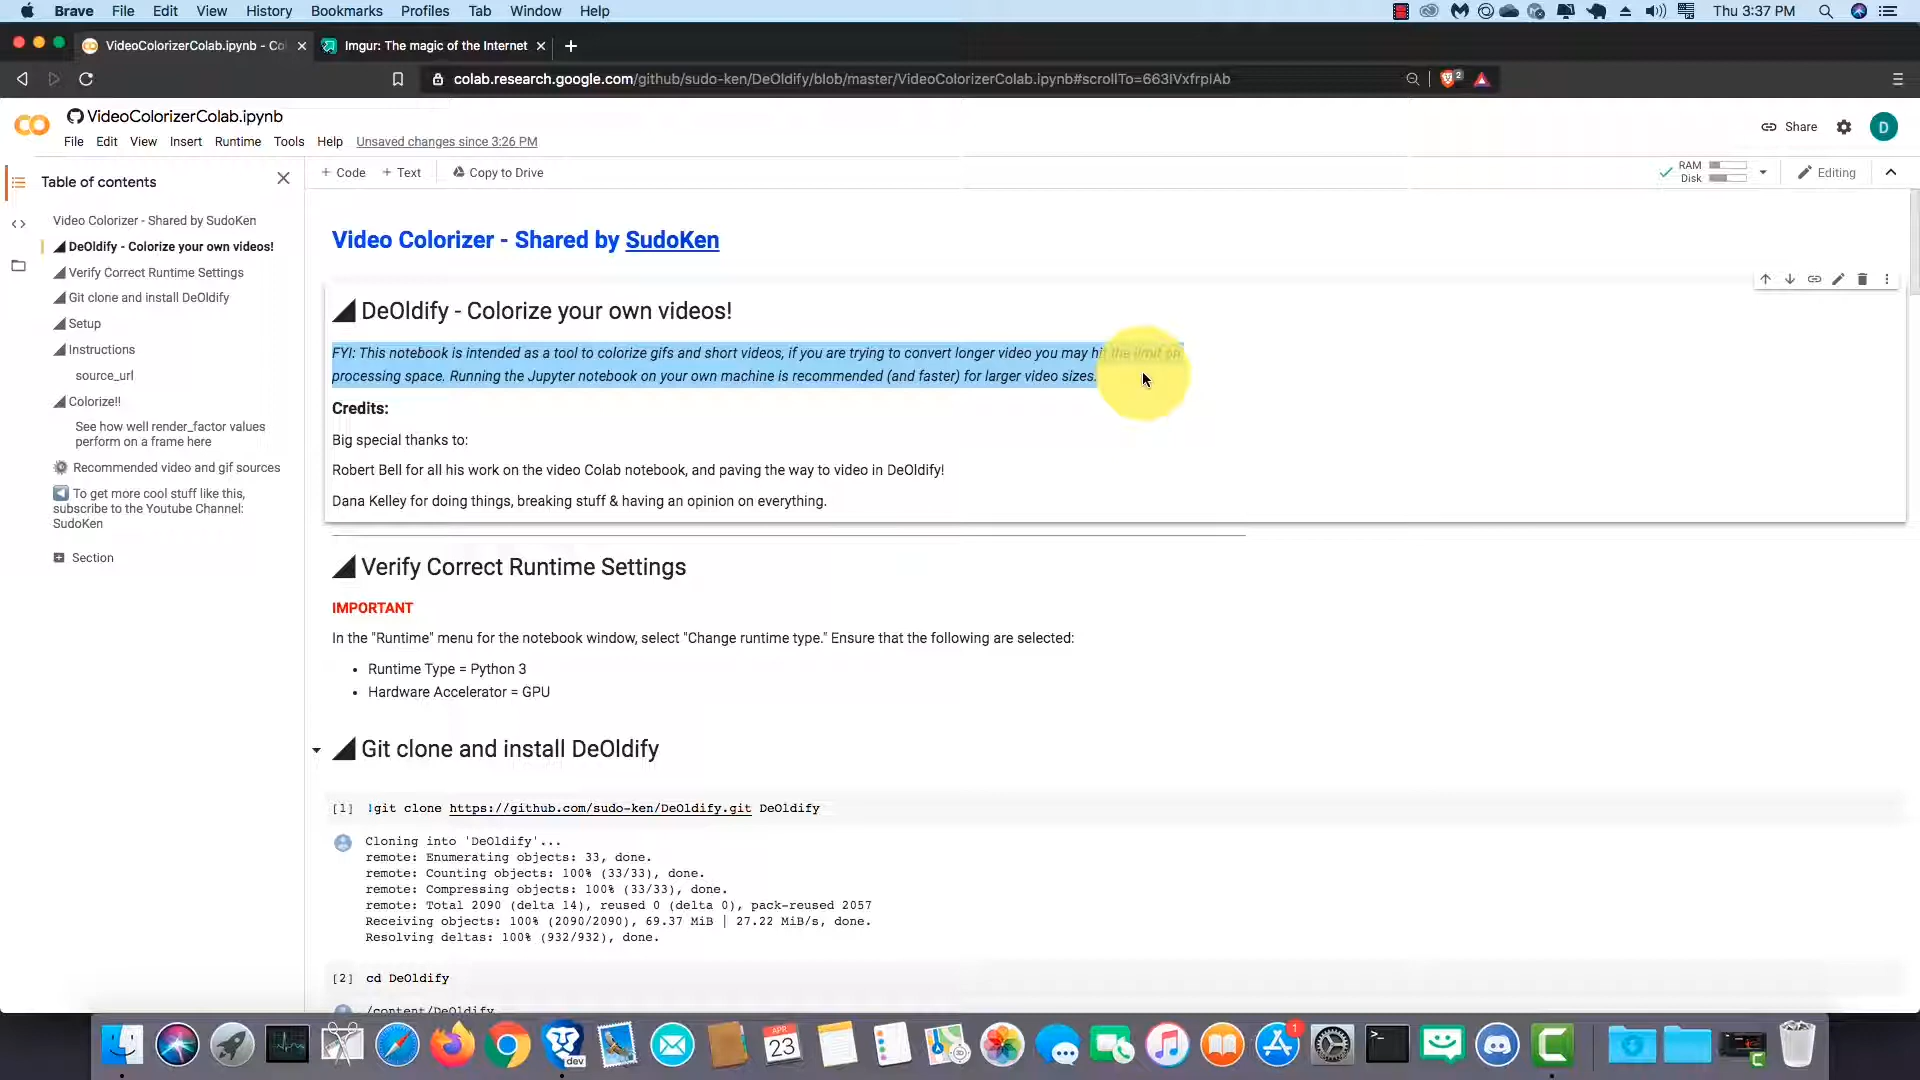 Brave File Edit View History Bookmarks Profiles Tab Window Help
Thu 3:37 PM
VideoColorizerColab.ipynb - Co
Imgur: The magic of the Internet
colab.research.google.com/github/sudo-ken/DeOldify/blob/master/VideoColorizerColab.ipynb#scrollTo=663IVxfrpIAb
2
CO
VideoColorizerColab.ipynb
Share
D
File Edit View Insert Runtime Tools Help Unsaved changes since 3:26 PM
Table of contents
+ Code + Text Copy to Drive
RAM
Disk
Editing
Video Colorizer - Shared by SudoKen
DeOldify - Colorize your own videos!
Verify Correct Runtime Settings
Git clone and install DeOldify
Setup
Instructions
source_url
Colorize!!
See how well render_factor values
perform on a frame here
Recommended video and gif sources
To get more cool stuff like this,
subscribe to the Youtube Channel:
SudoKen
Section
Video Colorizer - Shared by SudoKen
DeOldify - Colorize your own videos!
FYI: This notebook is intended as a tool to colorize gifs and short videos, if you are trying to convert longer video you may hit the limit on
processing space. Running the Jupyter notebook on your own machine is recommended (and faster) for larger video sizes.
Credits:
Big special thanks to:
Robert Bell for all his work on the video Colab notebook, and paving the way to video in DeOldify!
Dana Kelley for doing things, breaking stuff & having an opinion on everything.
Verify Correct Runtime Settings
IMPORTANT
In the "Runtime" menu for the notebook window, select "Change runtime type." Ensure that the following are selected:
• Runtime Type = Python 3
• Hardware Accelerator = GPU
Git clone and install DeOldify
[1] !git clone https://github.com/sudo-ken/DeOldify.git DeOldify
Cloning into 'DeOldify'...
remote: Enumerating objects: 33, done.
remote: Counting objects: 100% (33/33), done.
remote: Compressing objects: 100% (33/33), done.
remote: Total 2090 (delta 14), reused 0 (delta 0), pack-reused 2057
Receiving objects: 100% (2090/2090), 69.37 MiB | 27.22 MiB/s, done.
Resolving deltas: 100% (932/932), done.
[2] cd DeOldify
/content/DeOldify
APR
23
dev
1